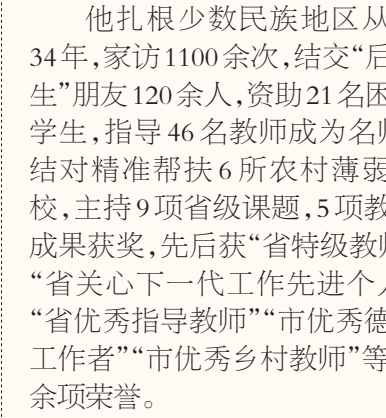 他扎根少数民族地区从
34年,家访1100余次,结交“后
生”朋友120余人,资助21名困
学生,指导46名教师成为名师
结对精准帮扶6所农村薄弱
校,主持9项省级课题,5项教
成果获奖,先后获“省特级教师
“省关心下一代工作先进个人
“省优秀指导教师”“市优秀德
工作者”“市优秀乡村教师”等
余项荣誉。